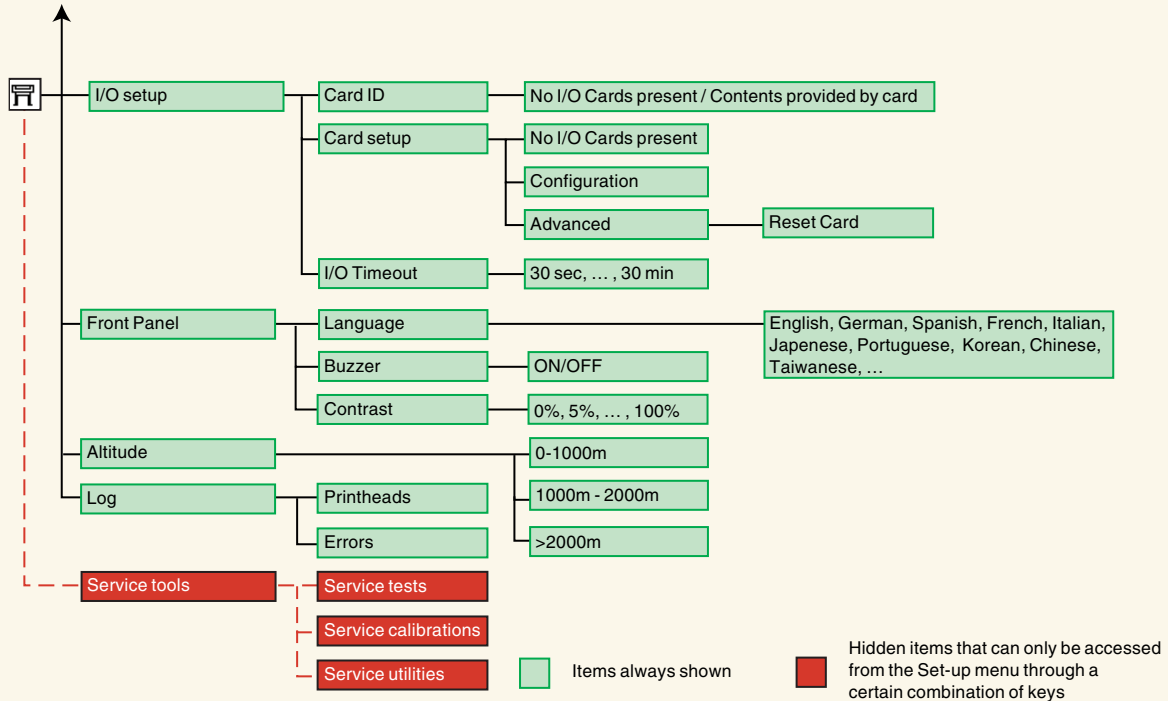 I/O setup
Card ID
No I/O Cards present / Contents provided by card
Card setup
No I/O Cards present
Configuration
Advanced
Reset Card
I/O Timeout
30 sec, … , 30 min
Front Panel
Language
English, German, Spanish, French, Italian,
Japenese, Portuguese, Korean, Chinese,
Taiwanese, …
Buzzer
ON/OFF
Contrast
0%, 5%, … , 100%
Altitude
0-1000m
1000m - 2000m
>2000m
Log
Printheads
Errors
Service tools
Service tests
Service calibrations
Service utilities
Items always shown
Hidden items that can only be accessed
from the Set-up menu through a
certain combination of keys